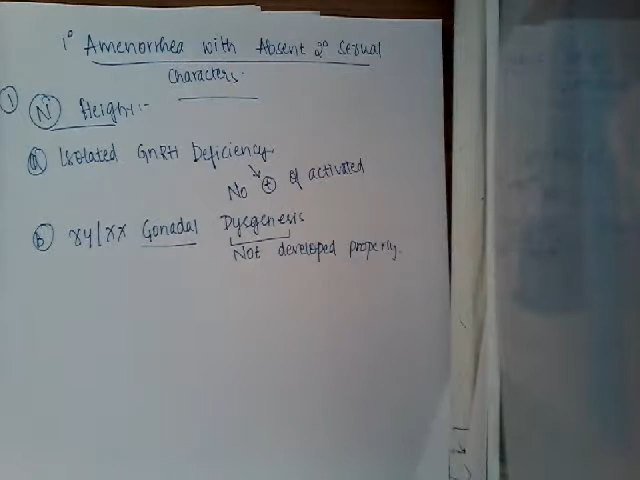 1° Amenorrhea with Absent 2° Sexual
Characters.
① Ⓝ Height:-
ⓐ Isolated GnRH Deficiency.
No ⊕ of activated
ⓑ XY/XX Gonadal Dysgenesis
Not developed properly.